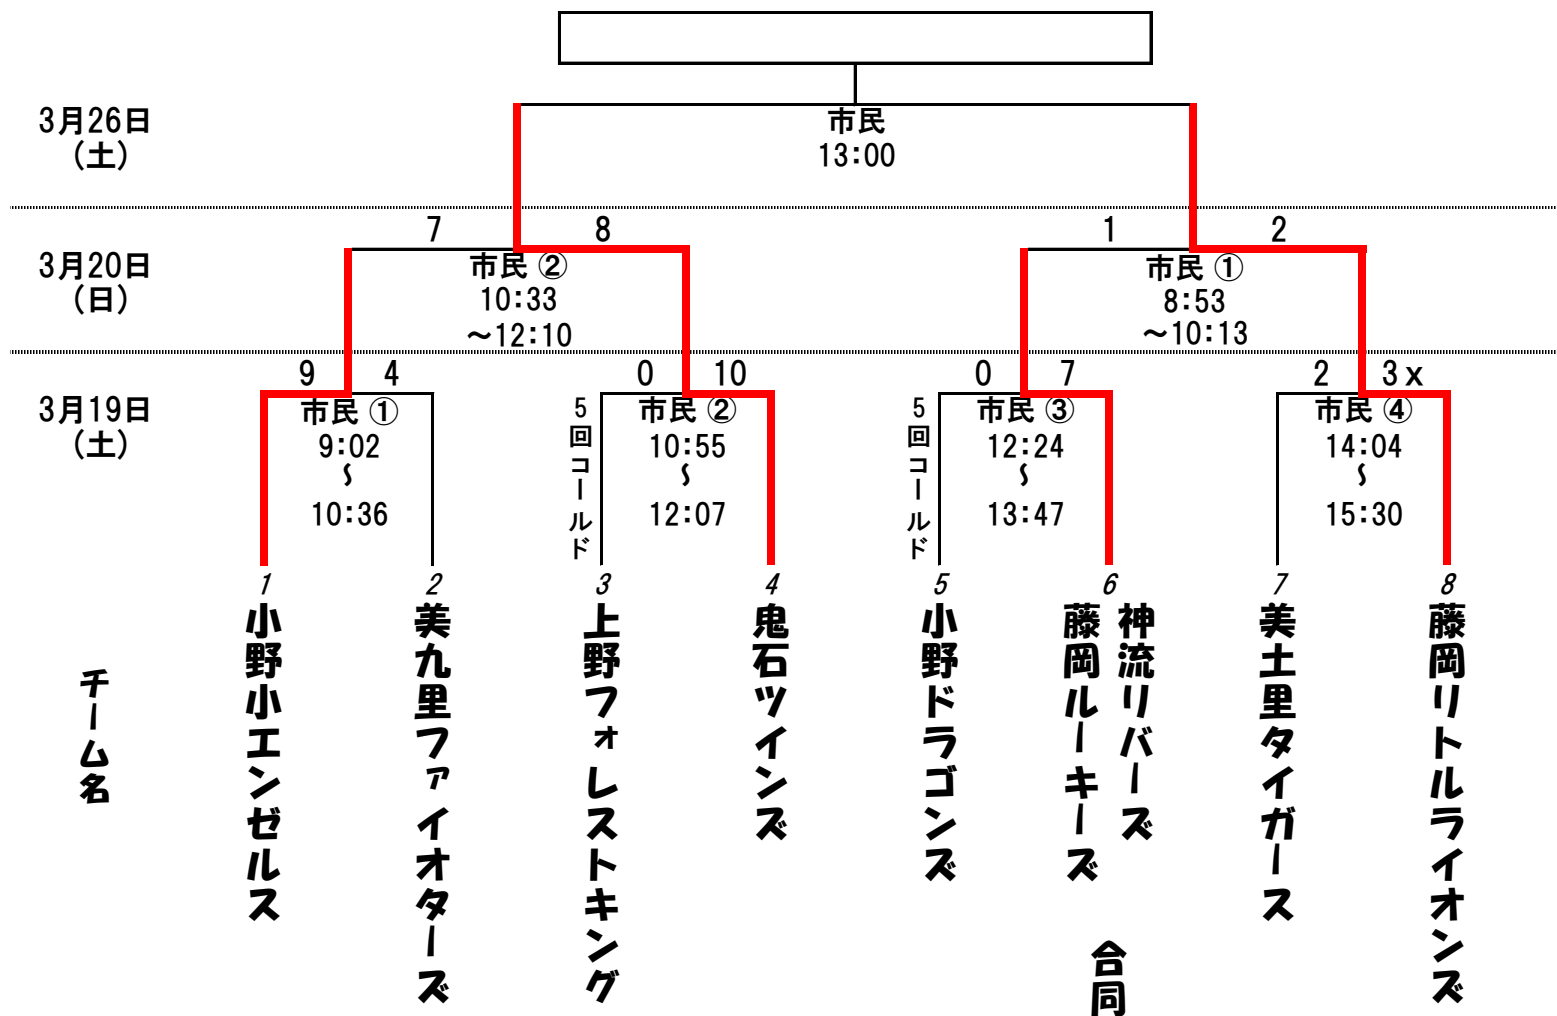 3月26日
(土)
市民
13:00
7
8
1
2
3月20日
(日)
市民 ②
10:33
～12:10
市民 ①
8:53
～10:13
9
4
0
10
0
7
2
3x
3月19日
(土)
市民 ①
9:02
～
10:36
5回コールド
市民 ②
10:55
～
12:07
5回コールド
市民 ③
12:24
～
13:47
市民 ④
14:04
～
15:30
1
2
3
4
5
6
7
8
チーム名
小野小エンゼルス
美九里ファイオターズ
上野フォレストキング
鬼石ツインズ
小野ドラゴンズ
神流リバーズ
藤岡ルーキーズ
合同
美土里タイガース
藤岡リトルライオンズ